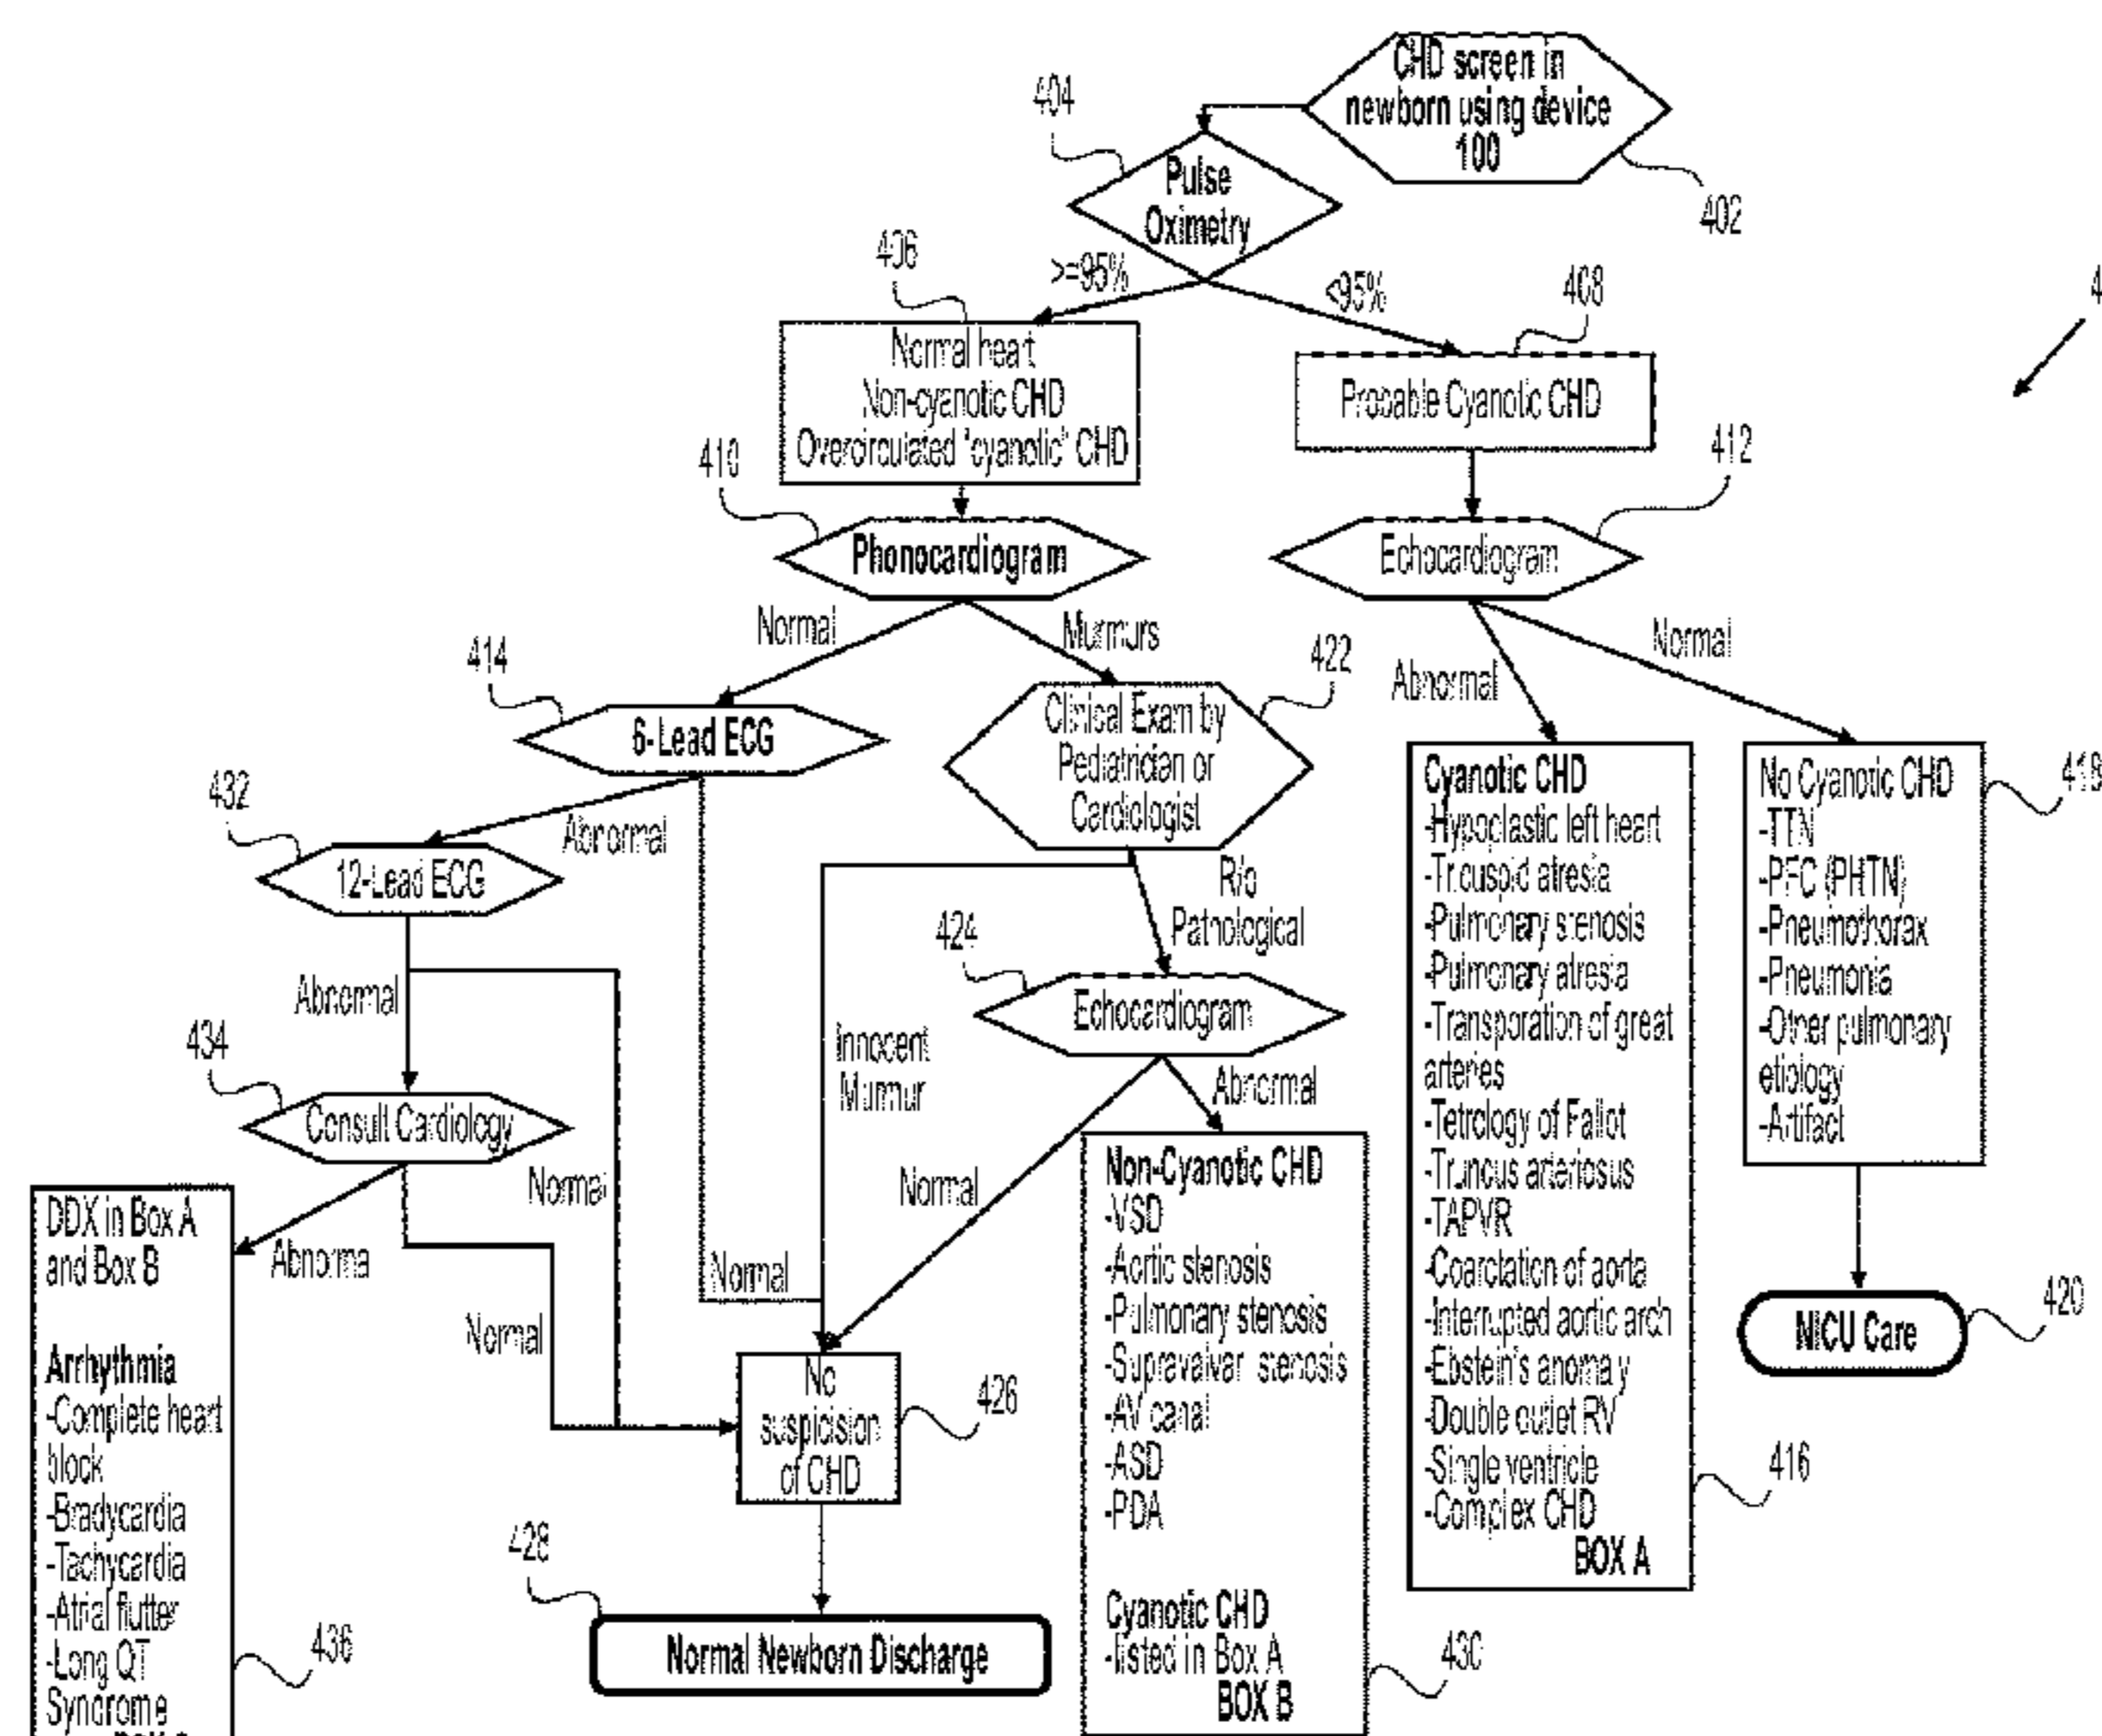 CHD screen in
newborn using device
100
402
404
Pulse
Oximetry
>=95%
<95%
406
Normal heart
Non-cyanotic CHD
Overcirculated "cyanotic" CHD
408
Probable Cyanotic CHD
4
410
Phonocardiogram
412
Echocardiogram
Normal
Murmurs
Abnormal
Normal
414
6-Lead ECG
422
Clinical Exam by
Pediatrician or
Cardiologist
432
12-Lead ECG
Abnormal
R/o
Pathological
Innocent
Murmur
424
Echocardiogram
Abnormal
Normal
434
Consult Cardiology
Abnormal
Normal
Abnorma
Normal
Normal
DDX in Box A
and Box B
Arrhythmia
-Complete heart
block
-Bradycardia
-Tachycardia
-Atrial flutter
-Long QT
Syndrome
436
No
suspicision
of CHD
426
428
Normal Newborn Discharge
Non-Cyanotic CHD
-VSD
-Aortic stenosis
-Pulmonary stenosis
-Supravalvar stenosis
-AV canal
-ASD
-PDA
Cyanotic CHD
-listed in Box A
BOX B
430
Cyanotic CHD
-Hypoplastic left heart
-Tricuspid atresia
-Pulmonary stenosis
-Pulmonary atresia
-Transporation of great
arteries
-Tetrology of Fallot
-Truncus arteriosus
-TAPVR
-Coarctation of aorta
-Interrupted aortic arch
-Ebstein's anomaly
-Double outlet RV
-Single ventricle
-Complex CHD
BOX A
416
No Cyanotic CHD
-TTN
-PFC (PHTN)
-Pneumothorax
-Pneumonia
-Other pulmonary
etiology
-Artifact
418
NICU Care
420